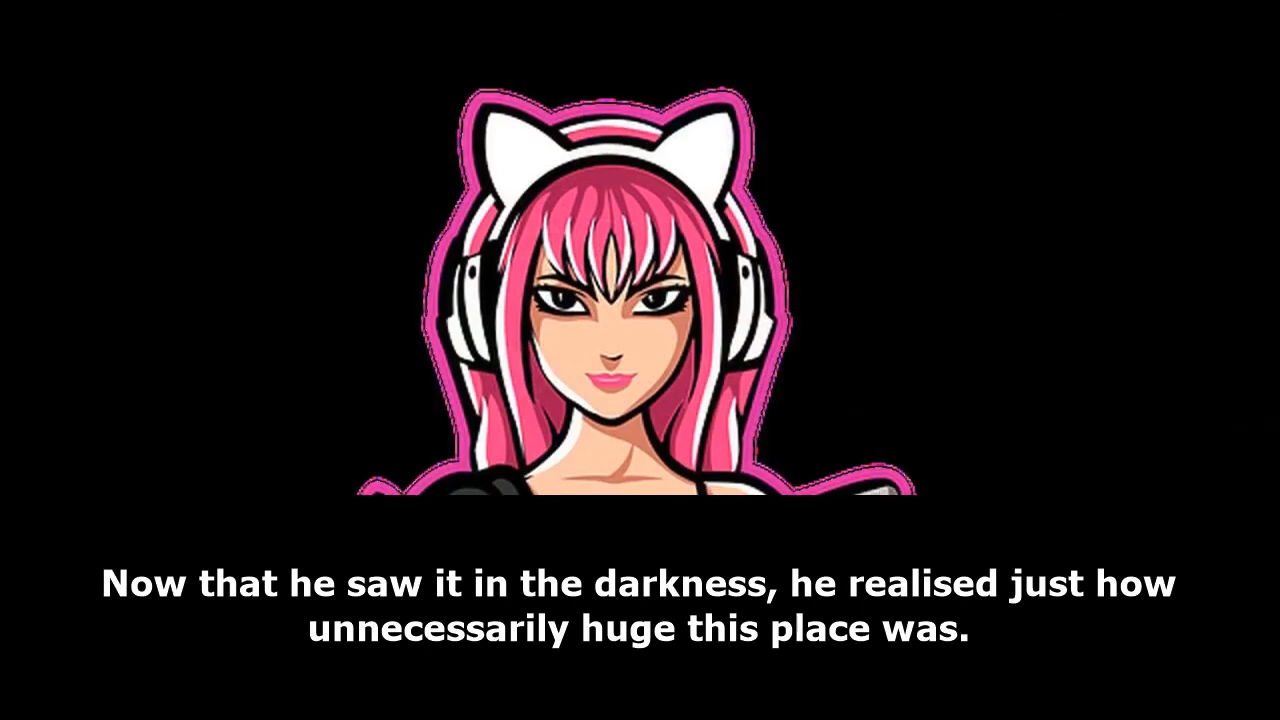 Now that he saw it in the darkness, he realised just how
unnecessarily huge this place was.